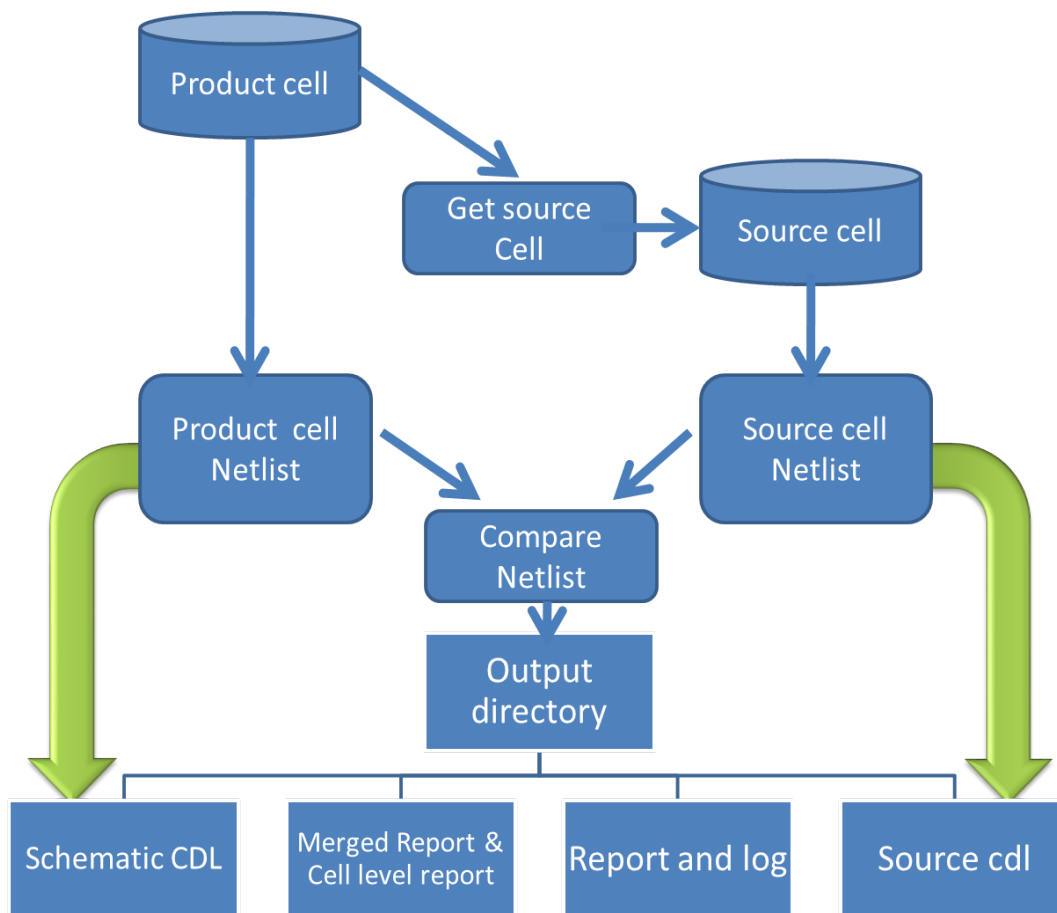 Product cell
Get source
Cell
Source cell
Product cell
Netlist
Source cell
Netlist
Compare
Netlist
Output
directory
Schematic CDL
Merged Report &
Cell level report
Report and log
Source cdl